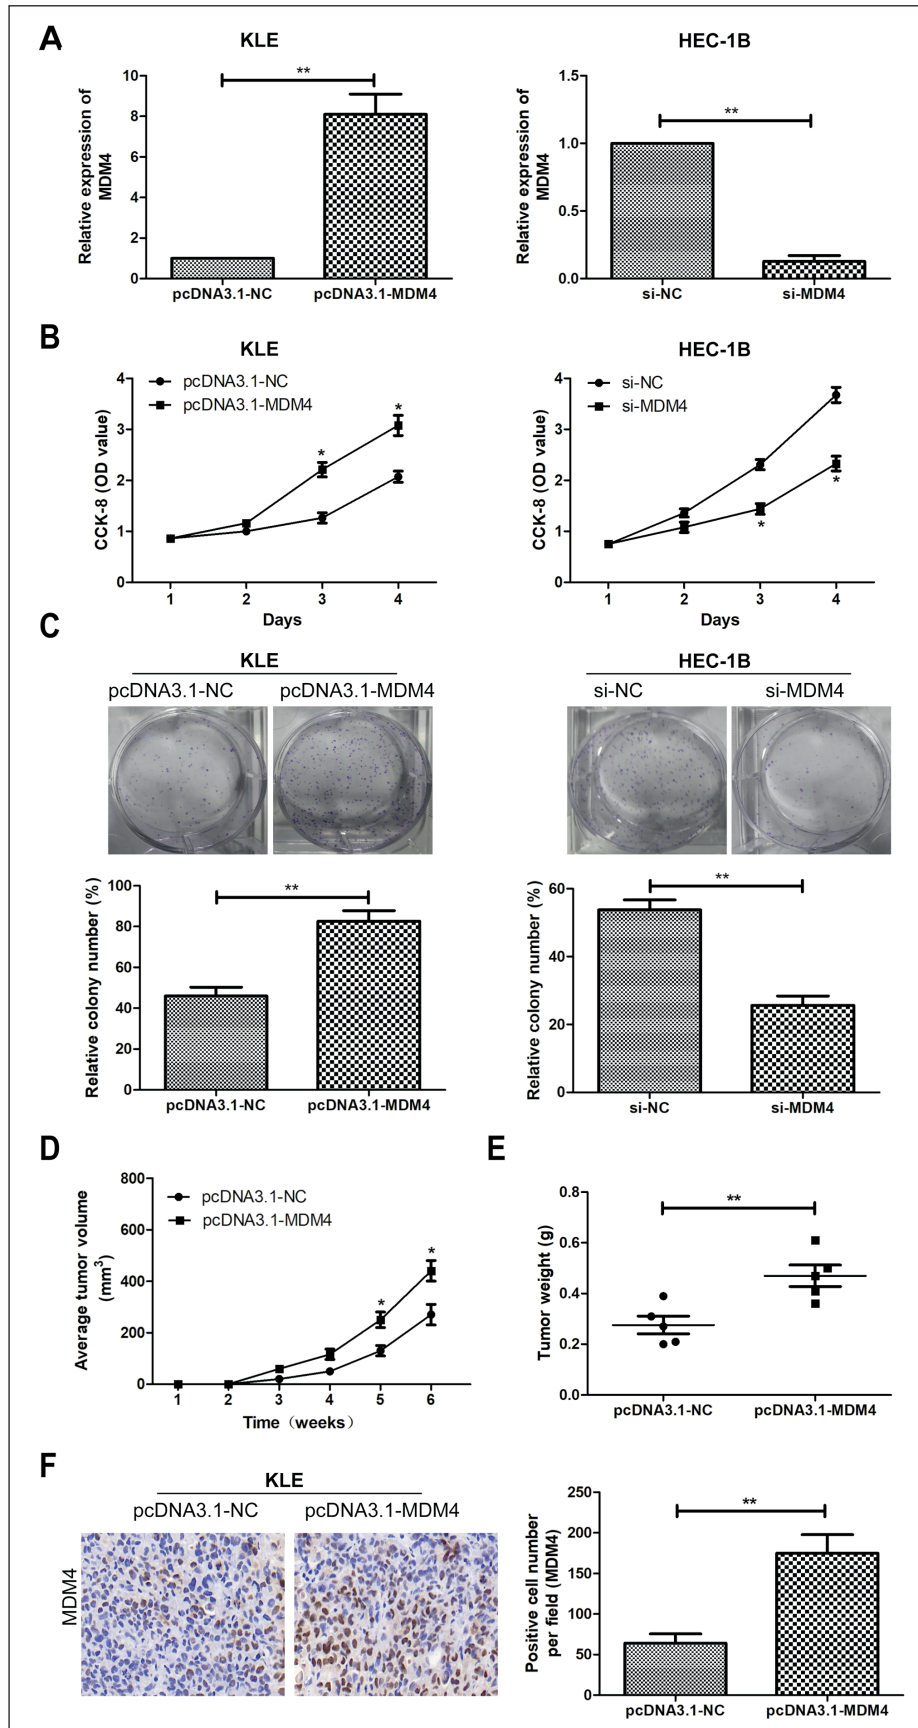 A
KLE
HEC-1B
Relative expression of
MDM4
10
8
6
4
2
0
**
pcDNA3.1-NC
pcDNA3.1-MDM4
Relative expression of
MDM4
1.5
1.0
0.5
0.0
**
si-NC
si-MDM4
B
KLE
HEC-1B
CCK-8 (OD value)
4
3
2
1
0
pcDNA3.1-NC
pcDNA3.1-MDM4
*
*
1
2
3
4
Days
CCK-8 (OD value)
4
3
2
1
0
si-NC
si-MDM4
*
*
1
2
3
4
Days
C
KLE
HEC-1B
pcDNA3.1-NC
pcDNA3.1-MDM4
si-NC
si-MDM4
Relative colony number (%)
100
80
60
40
20
0
**
pcDNA3.1-NC
pcDNA3.1-MDM4
Relative colony number (%)
60
40
20
0
**
si-NC
si-MDM4
D
Average tumor volume
(mm³)
800
600
400
200
0
pcDNA3.1-NC
pcDNA3.1-MDM4
*
*
1
2
3
4
5
6
Time（weeks）
E
Tumor weight (g)
0.8
0.6
0.4
0.2
0.0
**
pcDNA3.1-NC
pcDNA3.1-MDM4
F
KLE
pcDNA3.1-NC
pcDNA3.1-MDM4
MDM4
Positive cell number
per field (MDM4)
250
200
150
100
50
0
**
pcDNA3.1-NC
pcDNA3.1-MDM4